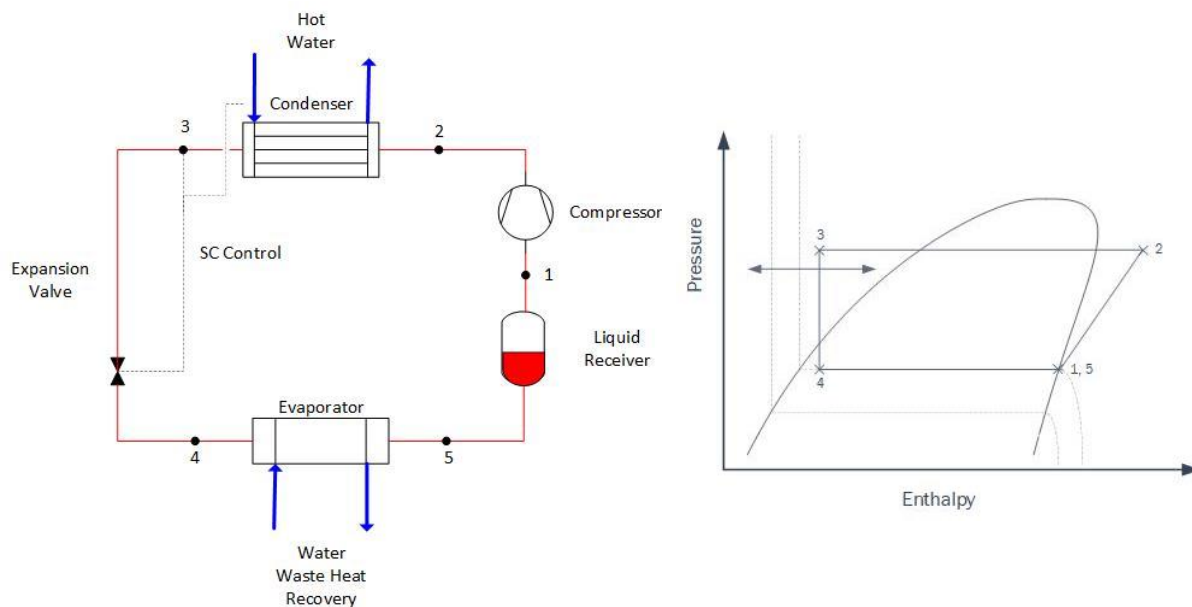 Hot
Water
Condenser
3
2
Compressor
SC Control
1
Expansion
Valve
Liquid
Receiver
Evaporator
4
5
Water
Waste Heat
Recovery
Pressure
3
2
4
1, 5
Enthalpy